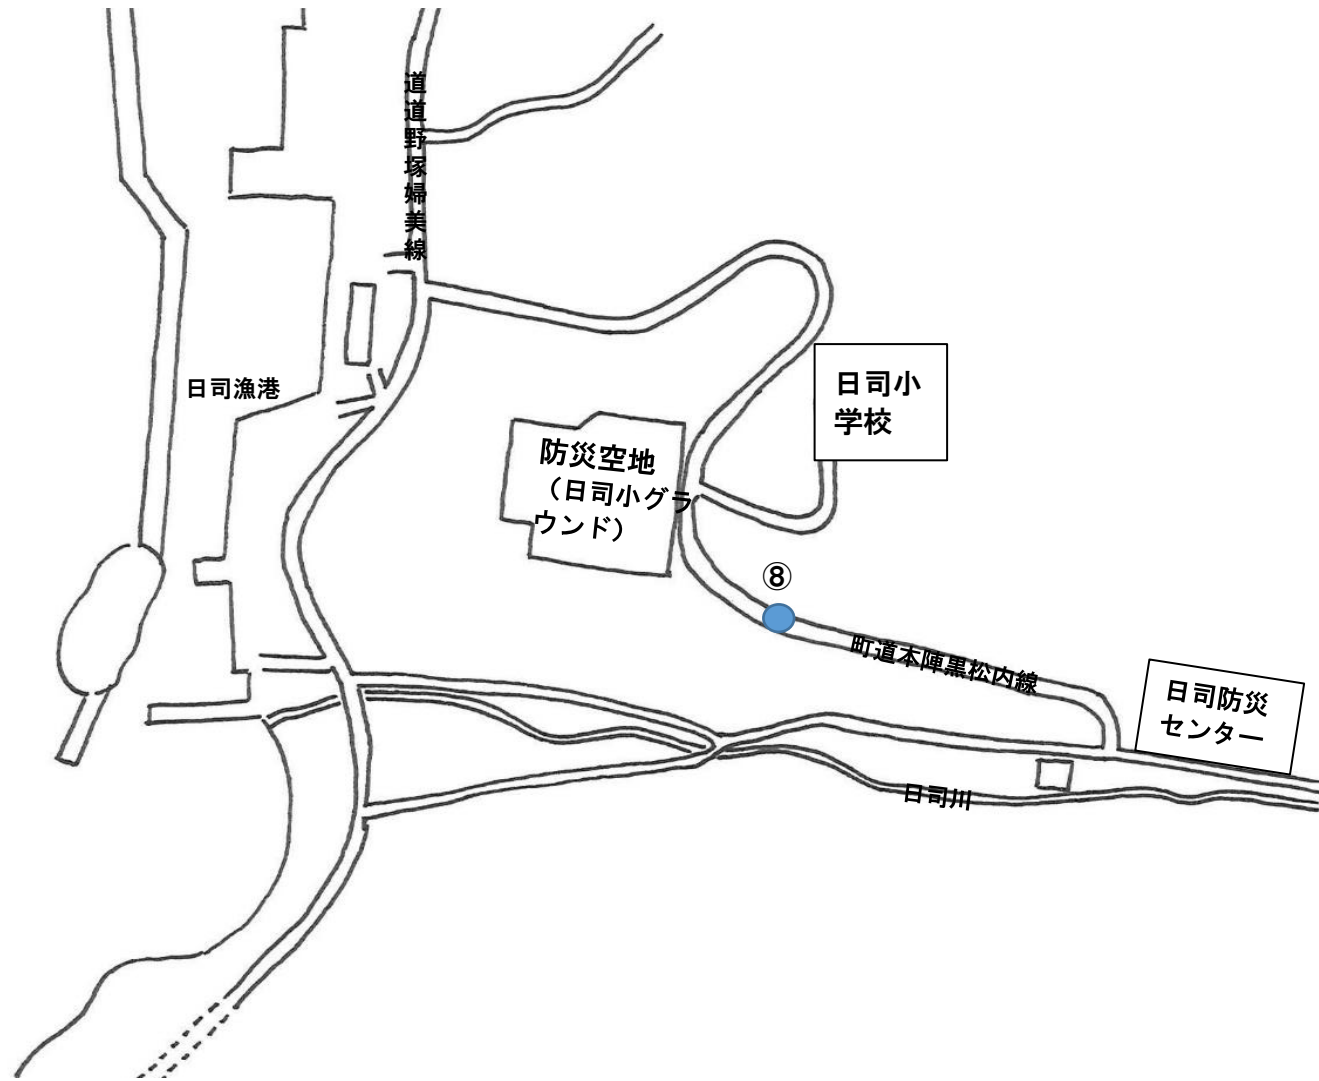 道道野塚婦美線
日司漁港
日司小
学校
防災空地
（日司小グラ
ウンド）
⑧
町道本陣黒松内線
日司防災
センター
日司川